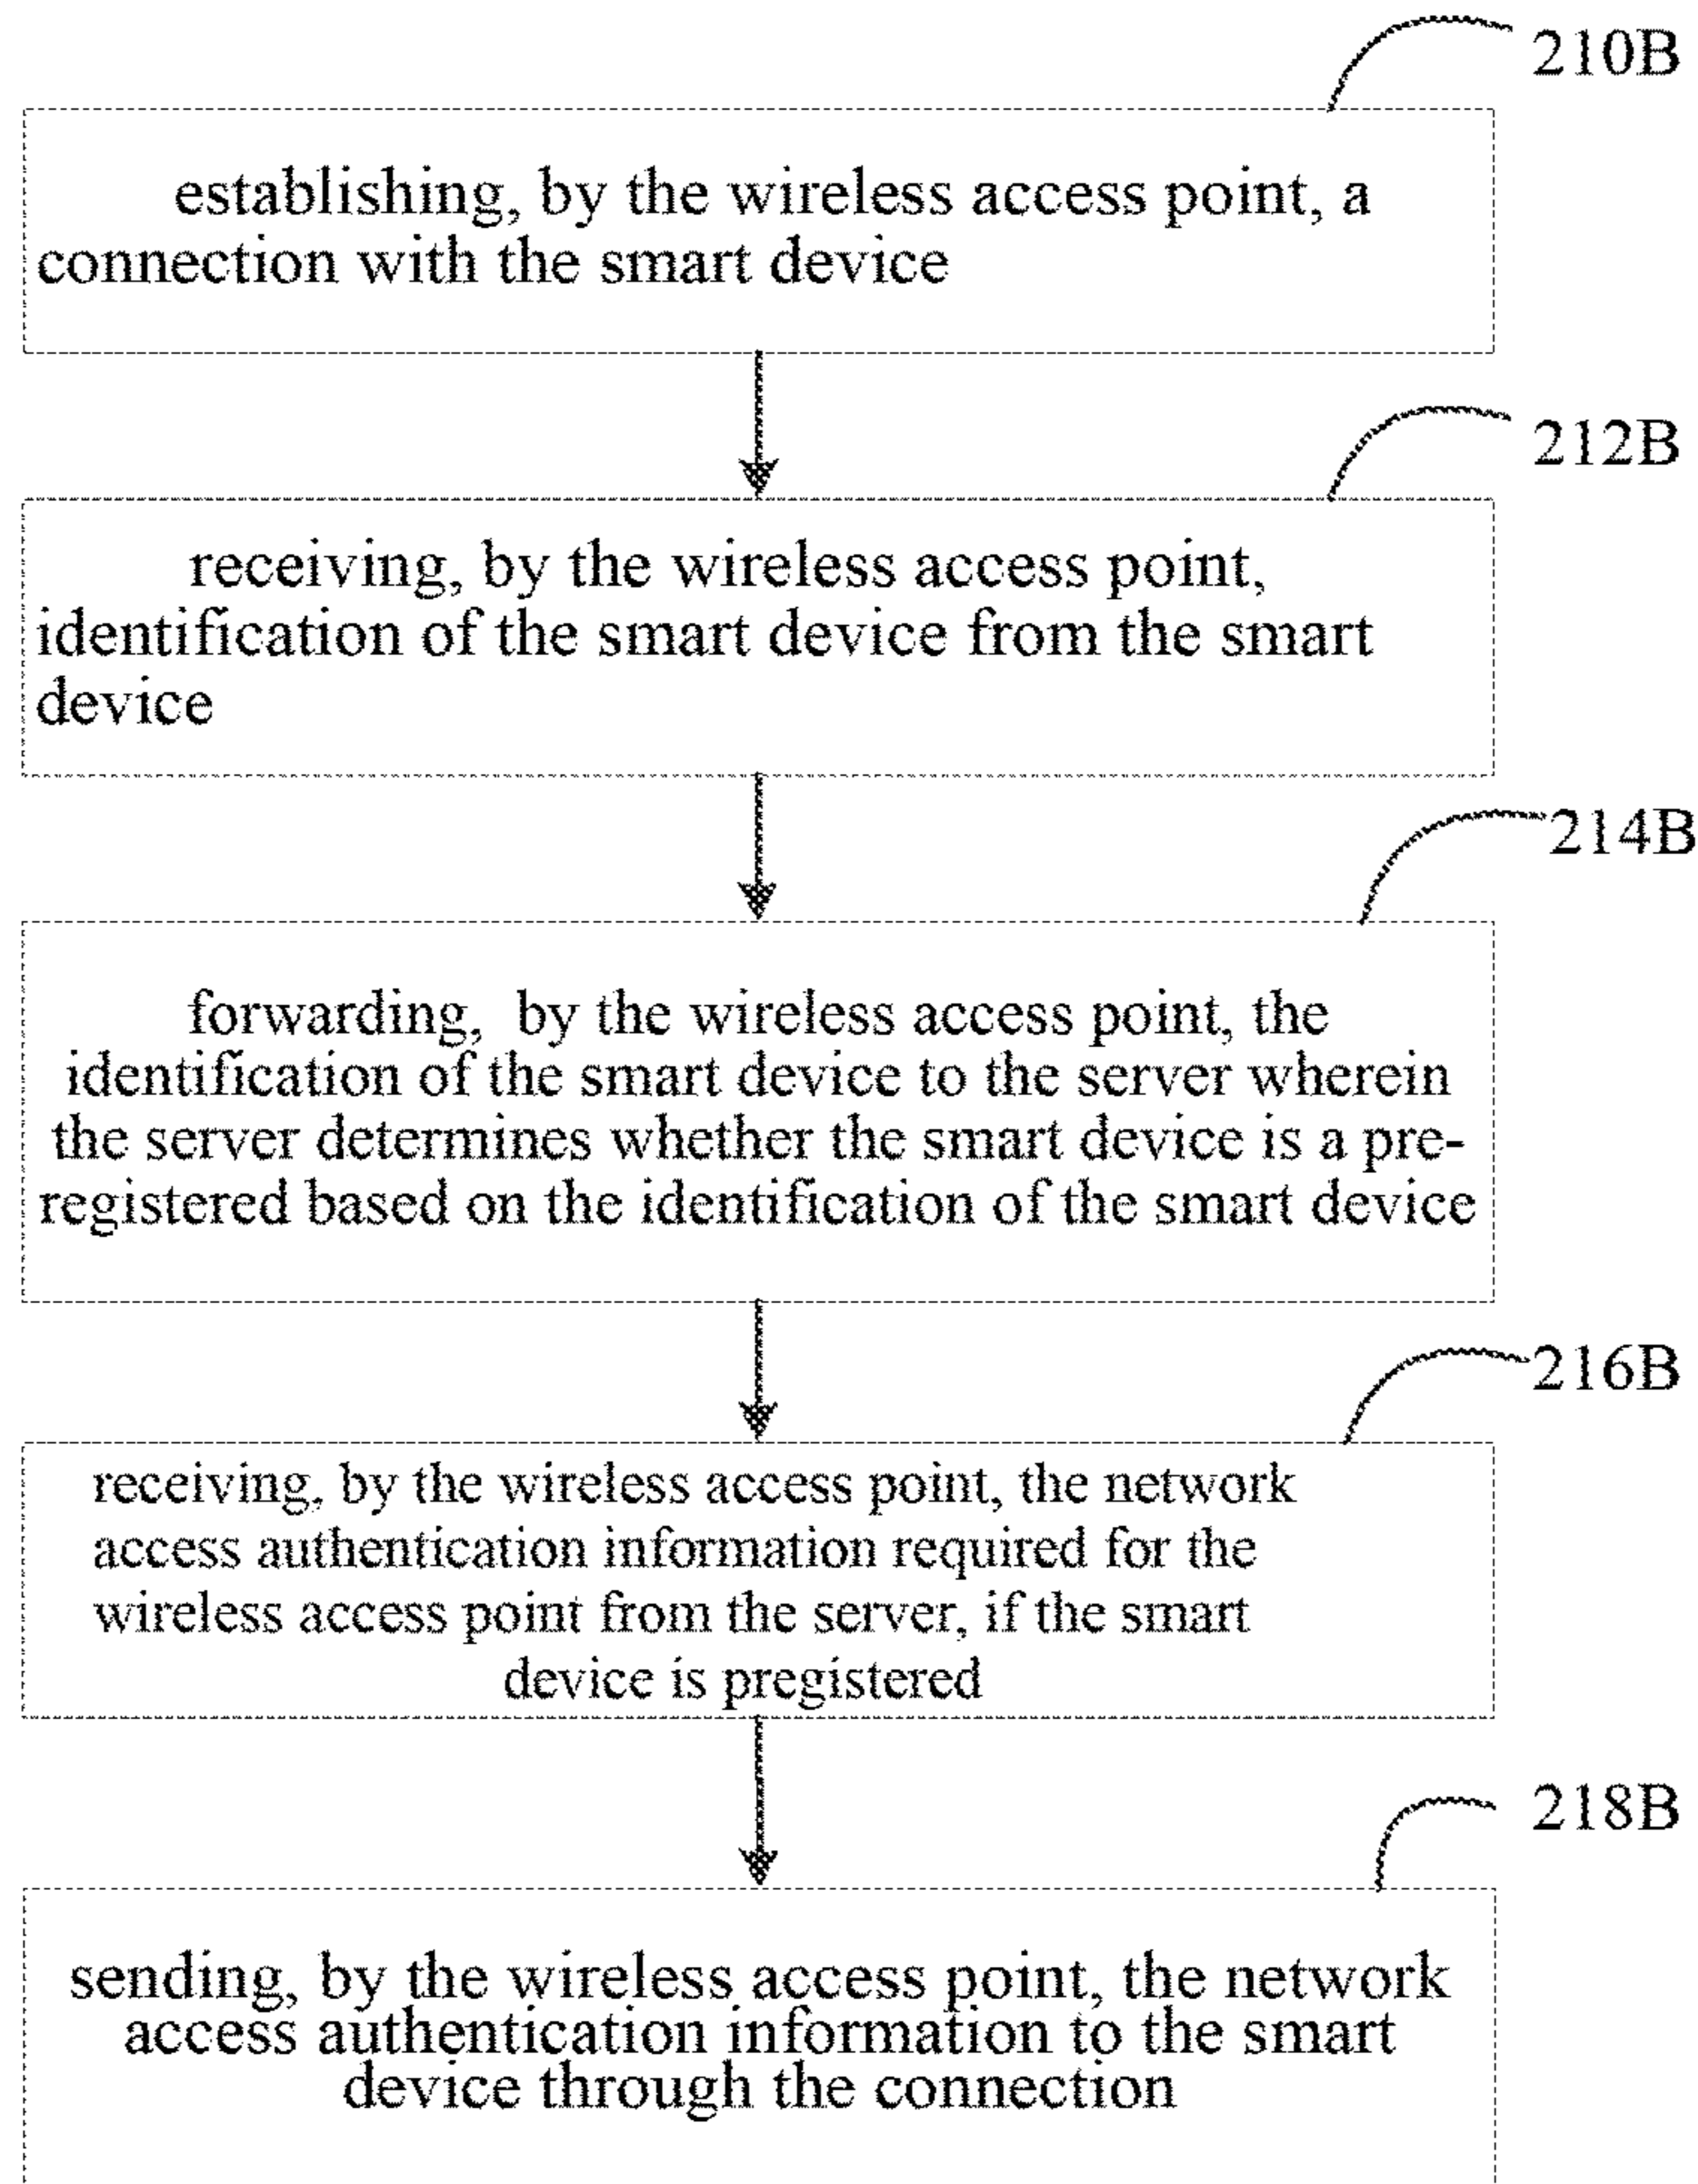 210B
establishing, by the wireless access point, a
connection with the smart device
212B
receiving, by the wireless access point,
identification of the smart device from the smart
device
214B
forwarding, by the wireless access point, the
identification of the smart device to the server wherein
the server determines whether the smart device is a pre-
registered based on the identification of the smart device
216B
receiving, by the wireless access point, the network
access authentication information required for the
wireless access point from the server, if the smart
device is pregistered
218B
sending, by the wireless access point, the network
access authentication information to the smart
device through the connection